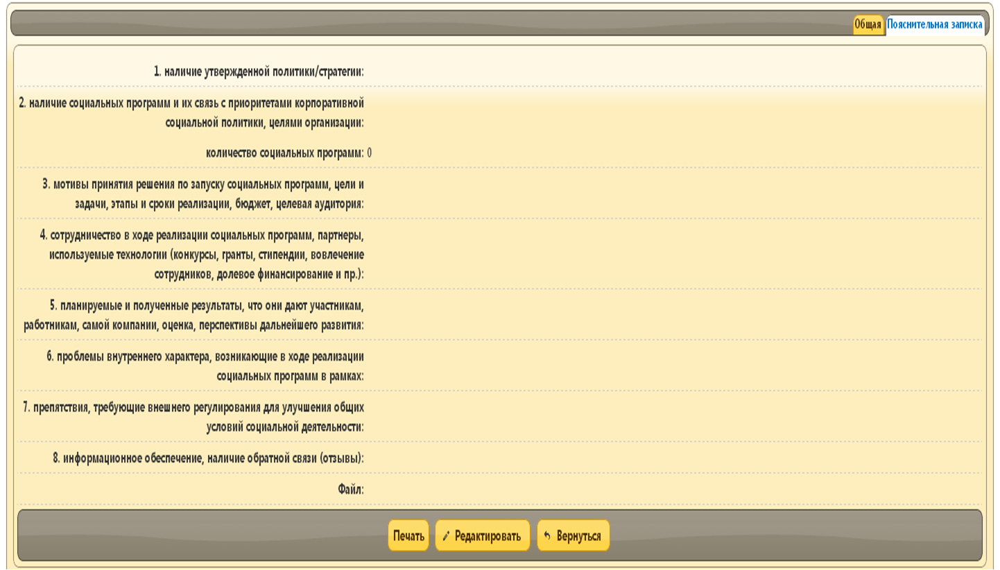 Общая Пояснительная записка
1. наличие утвержденной политики/стратегии:
2. наличие социальных программ и их связь с приоритетами корпоративной
социальной политики, целями организации:
количество социальных программ: 0
3. мотивы принятия решения по запуску социальных программ, цели и
задачи, этапы и сроки реализации, бюджет, целевая аудитория:
4. сотрудничество в ходе реализации социальных программ, партнеры,
используемые технологии (конкурсы, гранты, стипендии, вовлечение
сотрудников, долевое финансирование и пр.):
5. планируемые и полученные результаты, что они дают участникам,
работникам, самой компании, оценка, перспективы дальнейшего развития:
6. проблемы внутреннего характера, возникающие в ходе реализации
социальных программ в рамках:
7. препятствия, требующие внешнего регулирования для улучшения общих
условий социальной деятельности:
8. информационное обеспечение, наличие обратной связи (отзывы):
Файл:
Печать Редактировать Вернуться